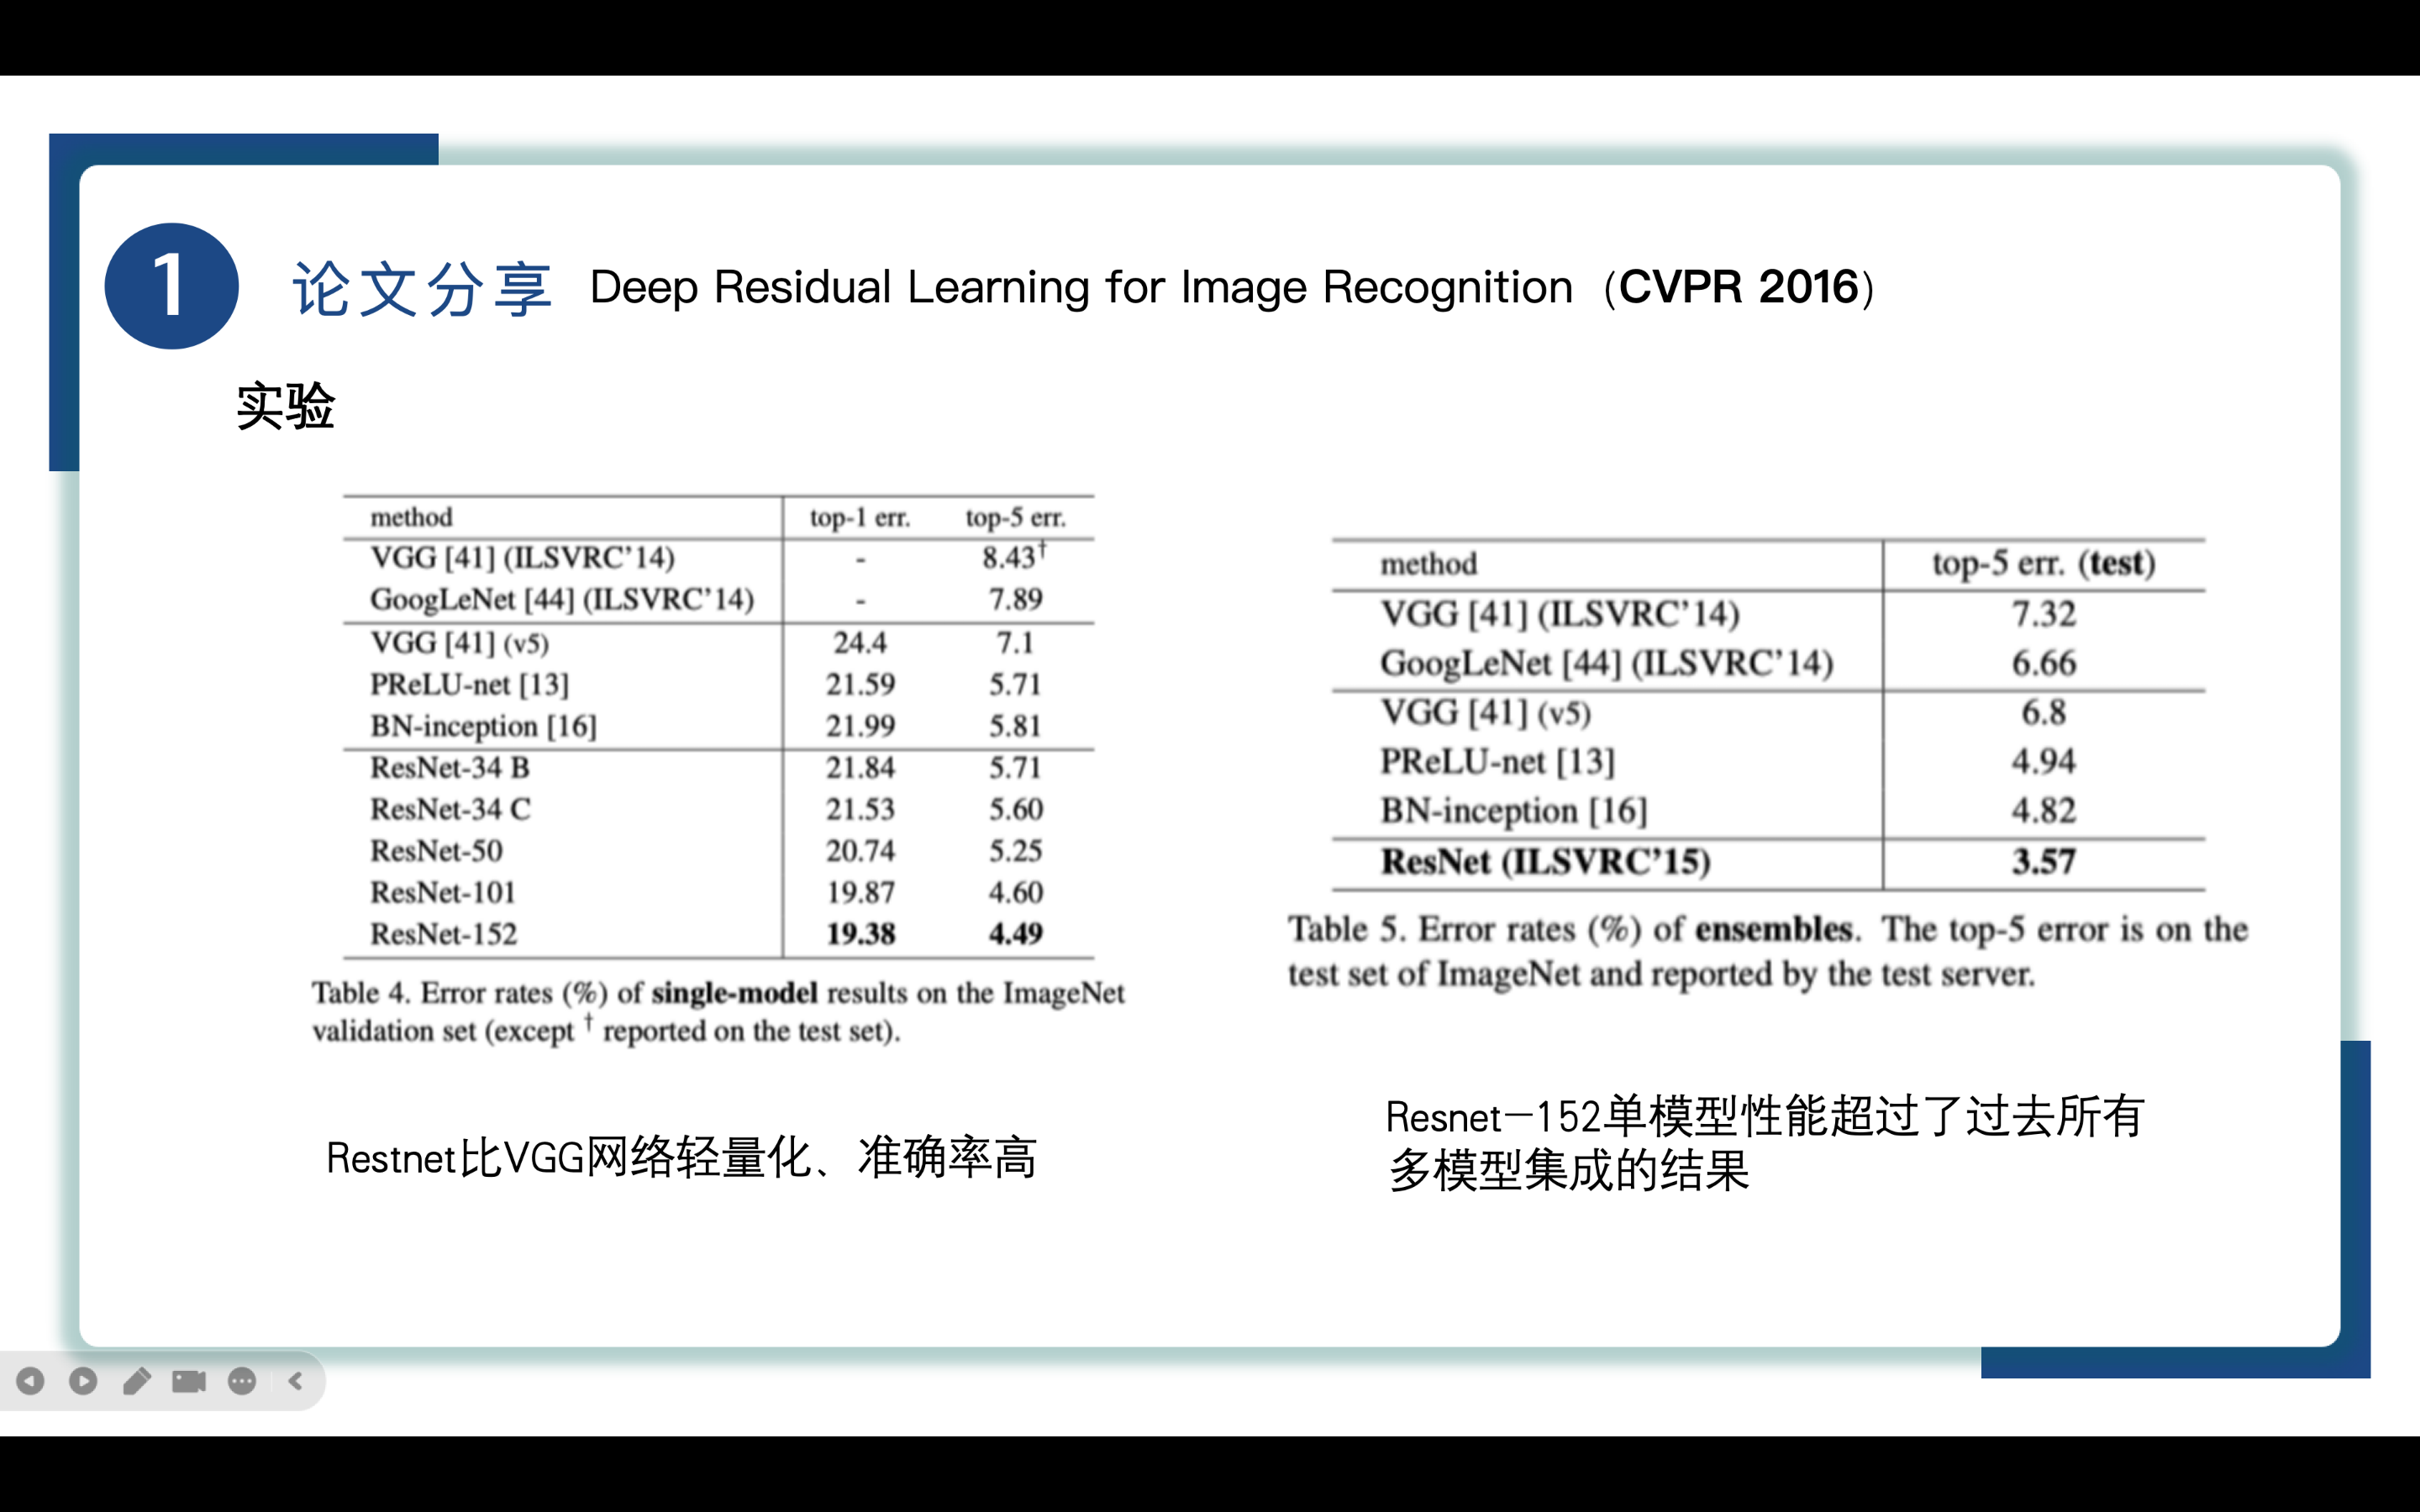 1
论文分享 Deep Residual Learning for Image Recognition（CVPR 2016）
实验
method top-1 err. top-5 err.
VGG [41] (ILSVRC’14) - 8.43†
GoogLeNet [44] (ILSVRC’14) - 7.89
VGG [41] (v5) 24.4 7.1
PReLU-net [13] 21.59 5.71
BN-inception [16] 21.99 5.81
ResNet-34 B 21.84 5.71
ResNet-34 C 21.53 5.60
ResNet-50 20.74 5.25
ResNet-101 19.87 4.60
ResNet-152 19.38 4.49
Table 4. Error rates (%) of single-model results on the ImageNet
validation set (except † reported on the test set).
Restnet比VGG网络轻量化、准确率高
method top-5 err. (test)
VGG [41] (ILSVRC’14) 7.32
GoogLeNet [44] (ILSVRC’14) 6.66
VGG [41] (v5) 6.8
PReLU-net [13] 4.94
BN-inception [16] 4.82
ResNet (ILSVRC’15) 3.57
Table 5. Error rates (%) of ensembles. The top-5 error is on the
test set of ImageNet and reported by the test server.
Resnet—152单模型性能超过了过去所有
多模型集成的结果